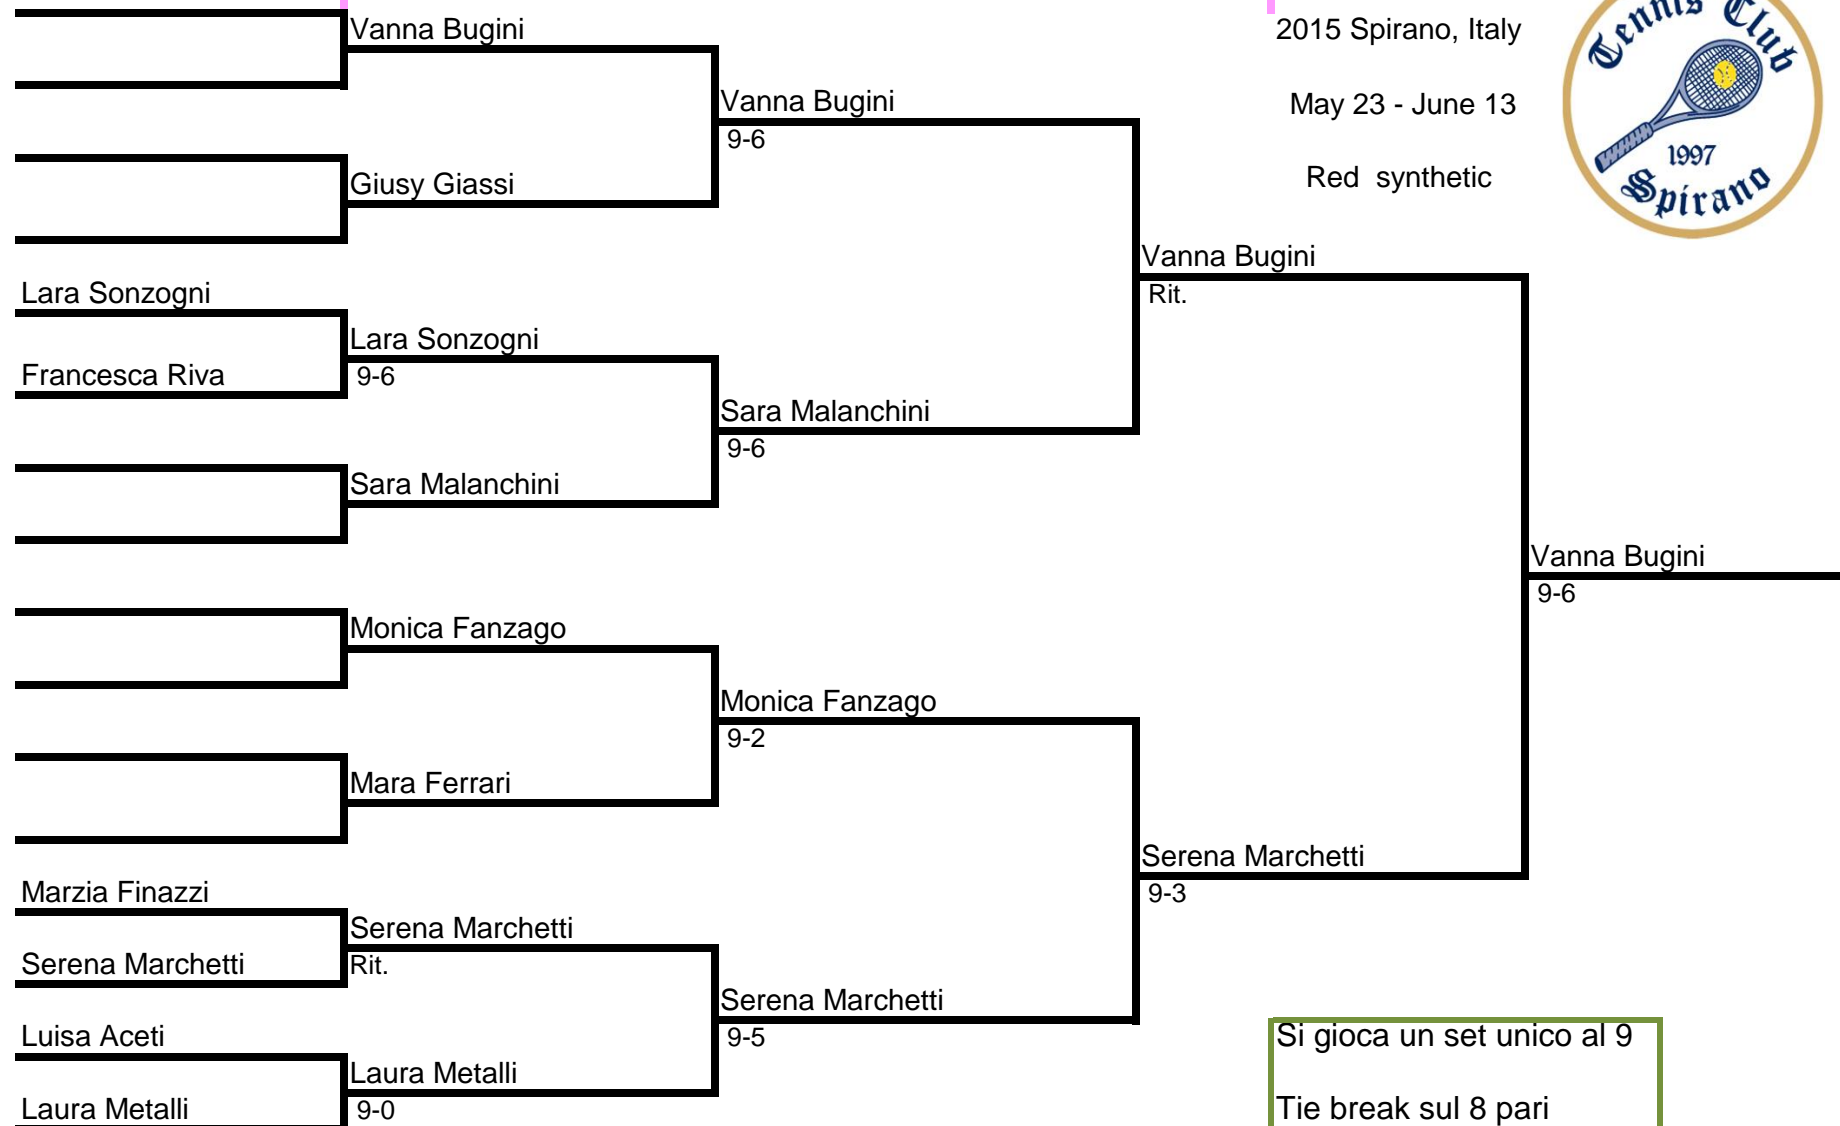 Vanna Bugini
2015 Spirano, Italy
Tennis Club
Vanna Bugini
9-6
May 23 - June 13
1997
Spirano
Giusy Giassi
Red synthetic
Vanna Bugini
Rit.
Lara Sonzogni
Lara Sonzogni
9-6
Francesca Riva
Sara Malanchini
9-6
Sara Malanchini
Vanna Bugini
9-6
Monica Fanzago
Monica Fanzago
9-2
Mara Ferrari
Serena Marchetti
9-3
Marzia Finazzi
Serena Marchetti
Rit.
Serena Marchetti
Serena Marchetti
9-5
Luisa Aceti
Laura Metalli
9-0
Laura Metalli
Si gioca un set unico al 9
Tie break sul 8 pari